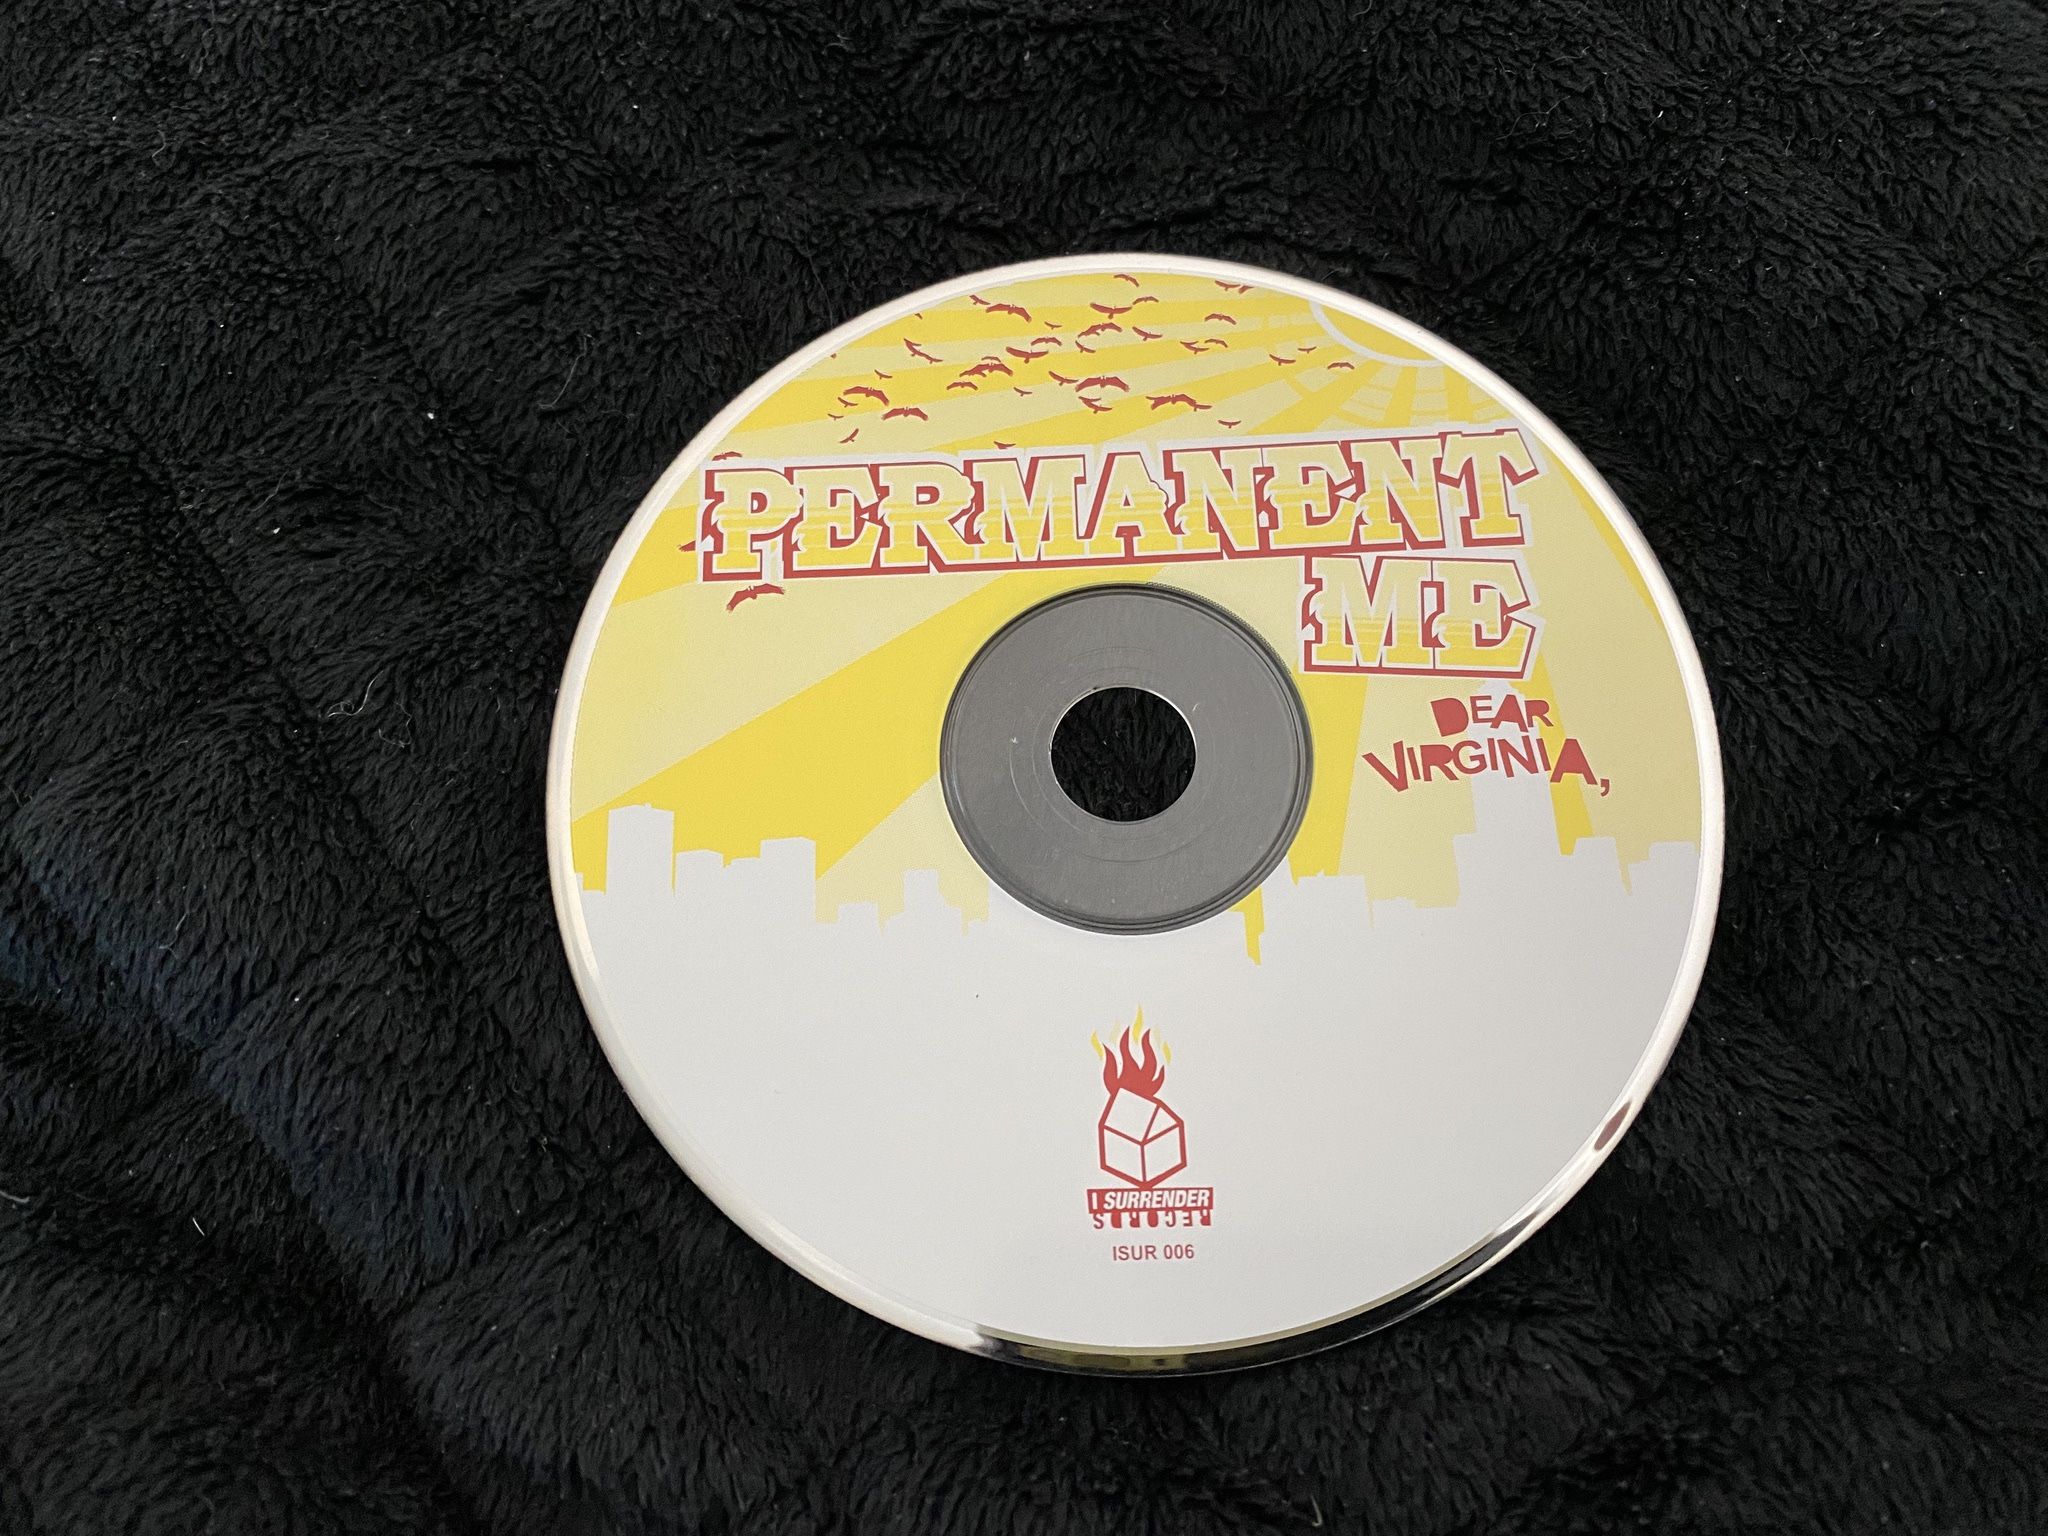 PERMANENT
ME
DEAR
VIRGINIA,
I SURRENDER
RECORDS
ISUR 006